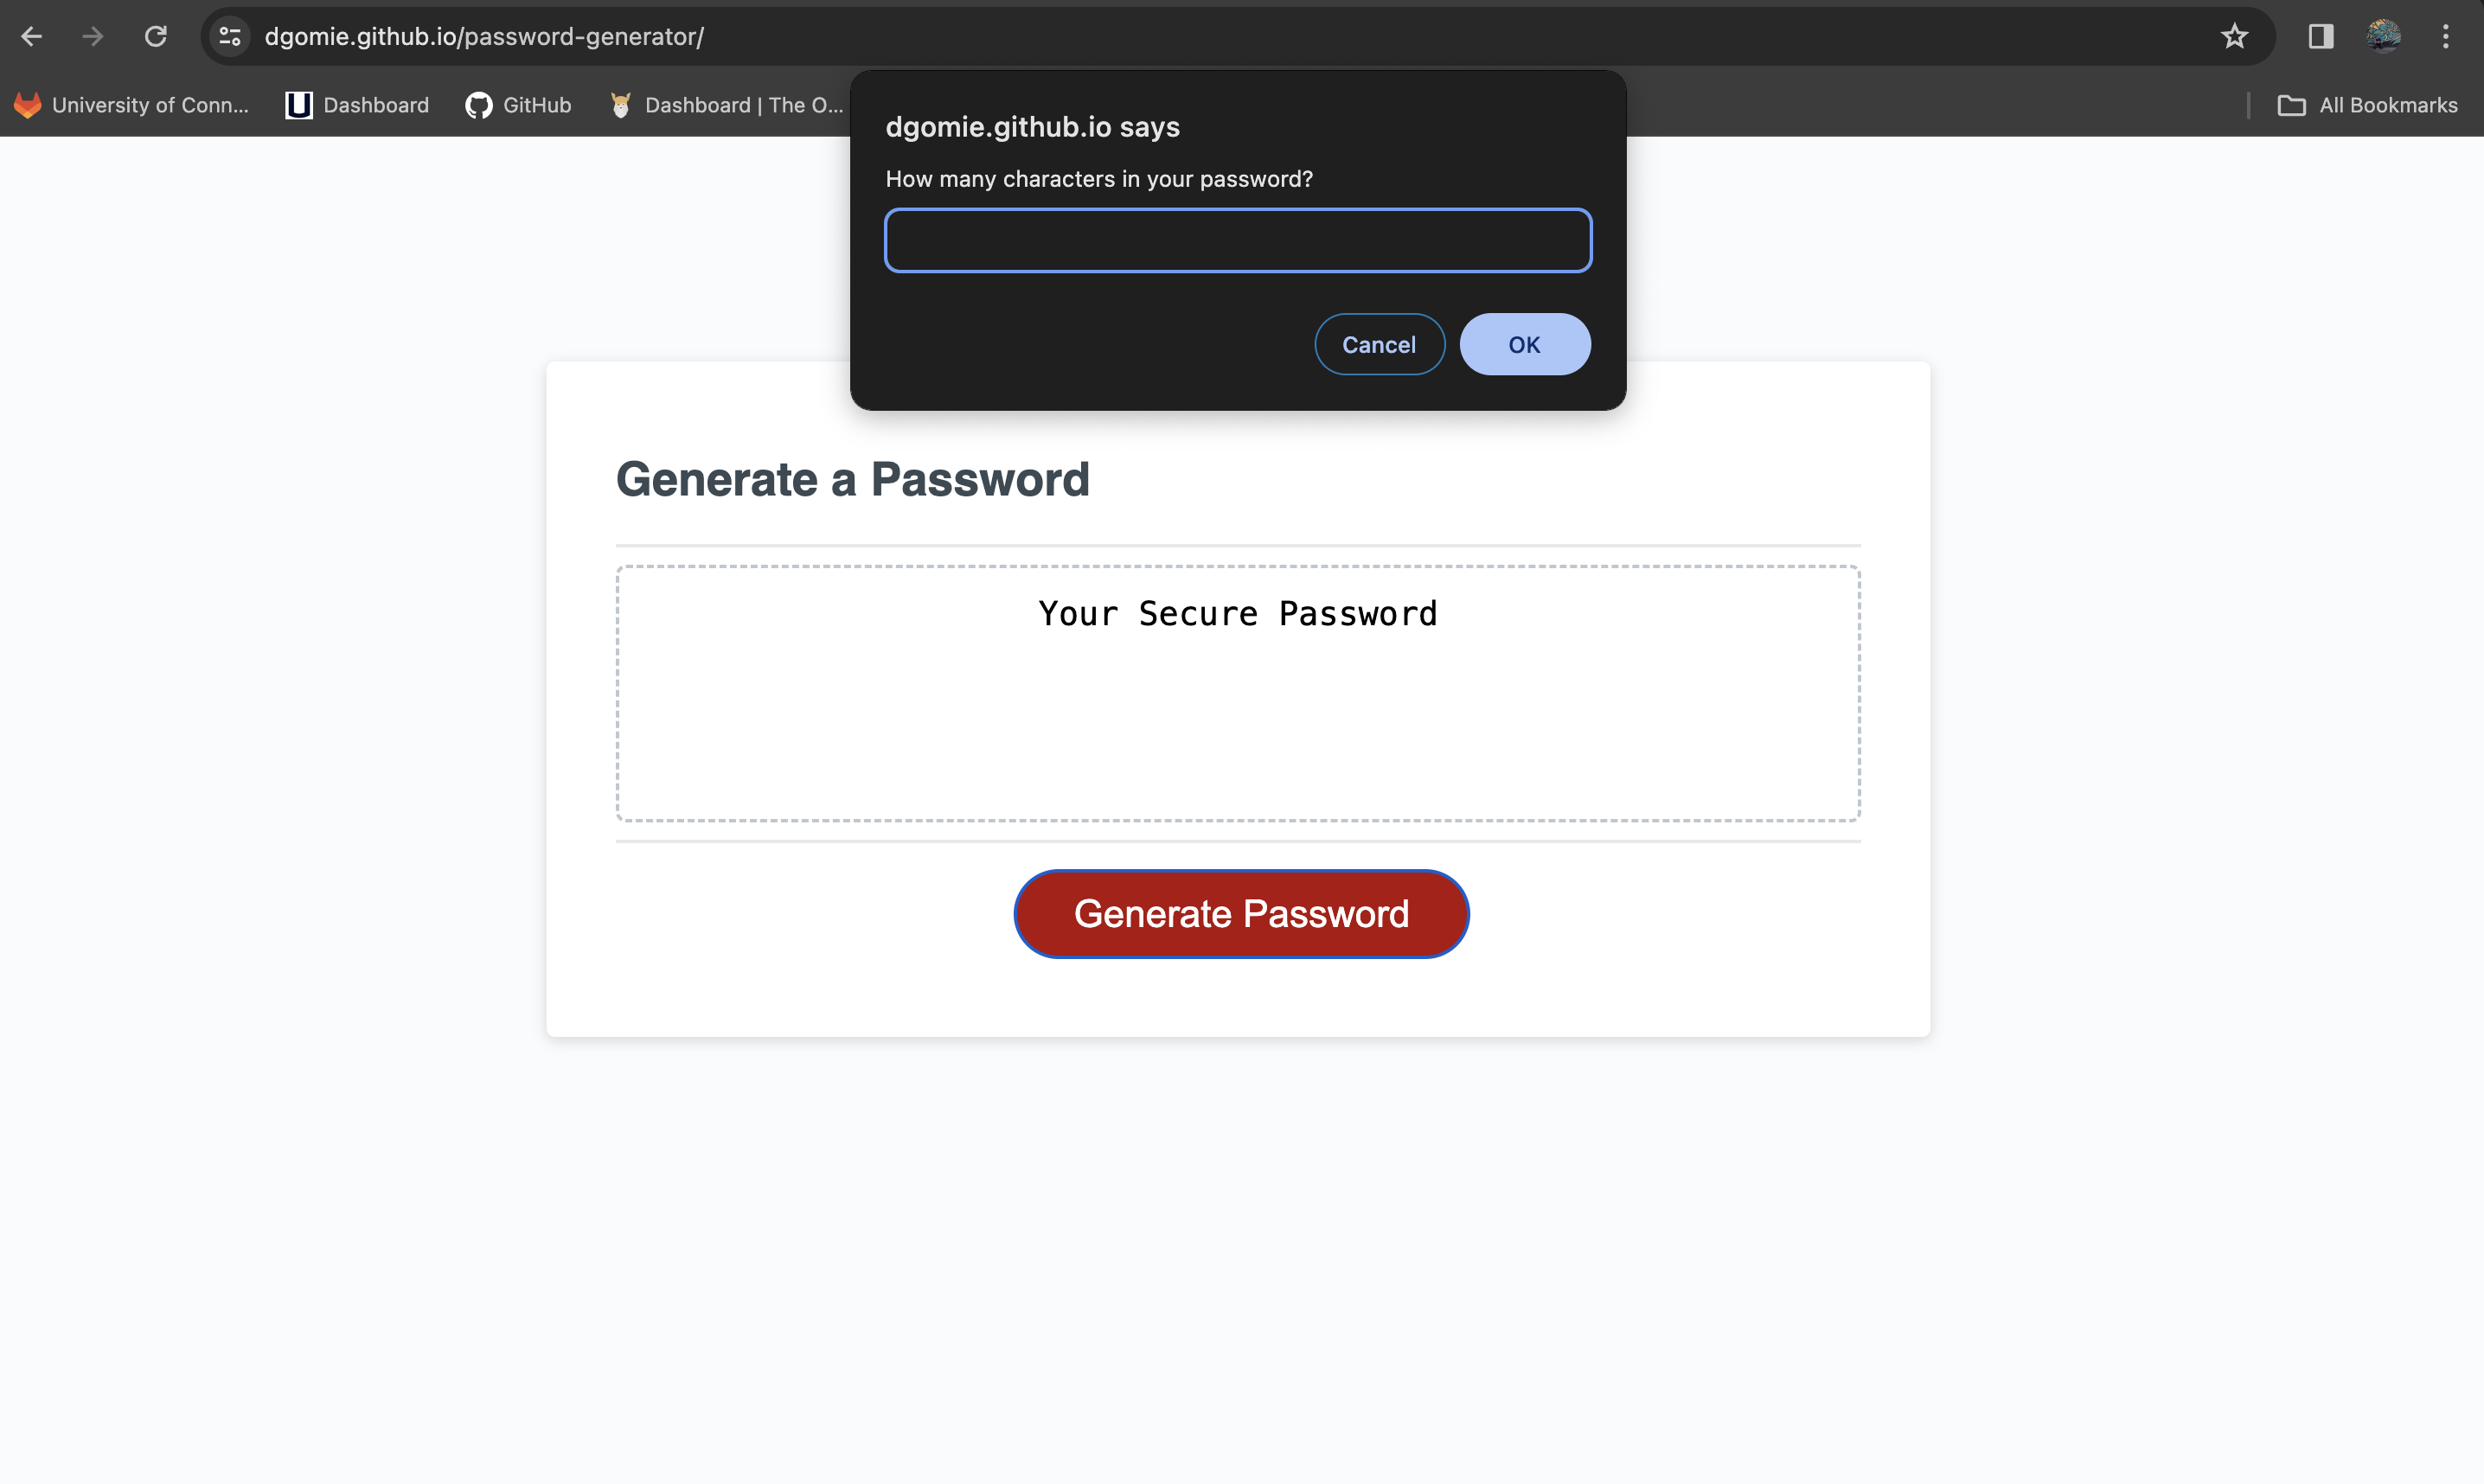 dgomie.github.io/password-generator/
University of Conn...
Dashboard
GitHub
Dashboard | The O...
All Bookmarks
dgomie.github.io says
How many characters in your password?
Cancel
OK
Generate a Password
Your Secure Password
Generate Password